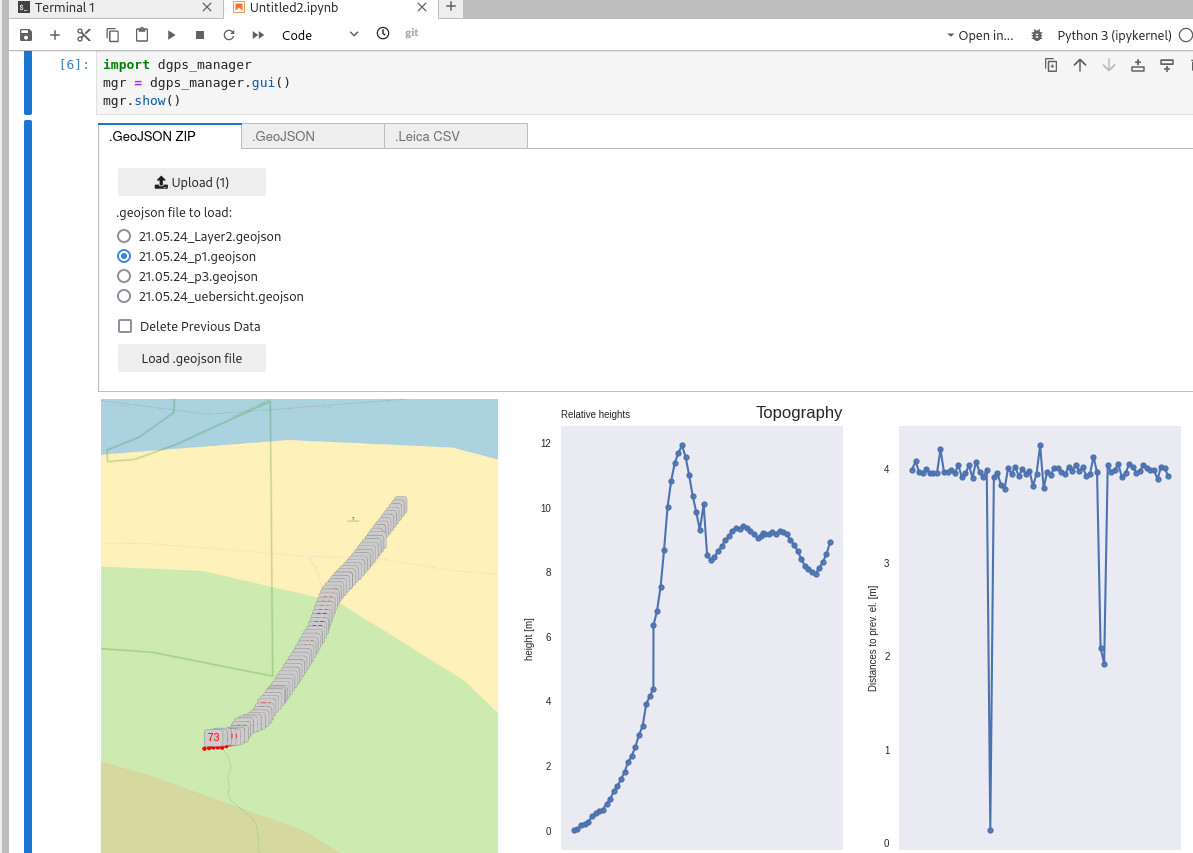 Terminal 1
Untitled2.ipynb
Code
git
Open in...
Python 3 (ipykernel)
[6]:
import dgps_manager
mgr = dgps_manager.gui()
mgr.show()
.GeoJSON ZIP
.GeoJSON
.Leica CSV
Upload (1)
.geojson file to load:
21.05.24_Layer2.geojson
21.05.24_p1.geojson
21.05.24_p3.geojson
21.05.24_uebersicht.geojson
Delete Previous Data
Load .geojson file
73
Relative heights
Topography
height [m]
12
10
8
6
4
2
0
Distances to prev. el. [m]
4
3
2
1
0